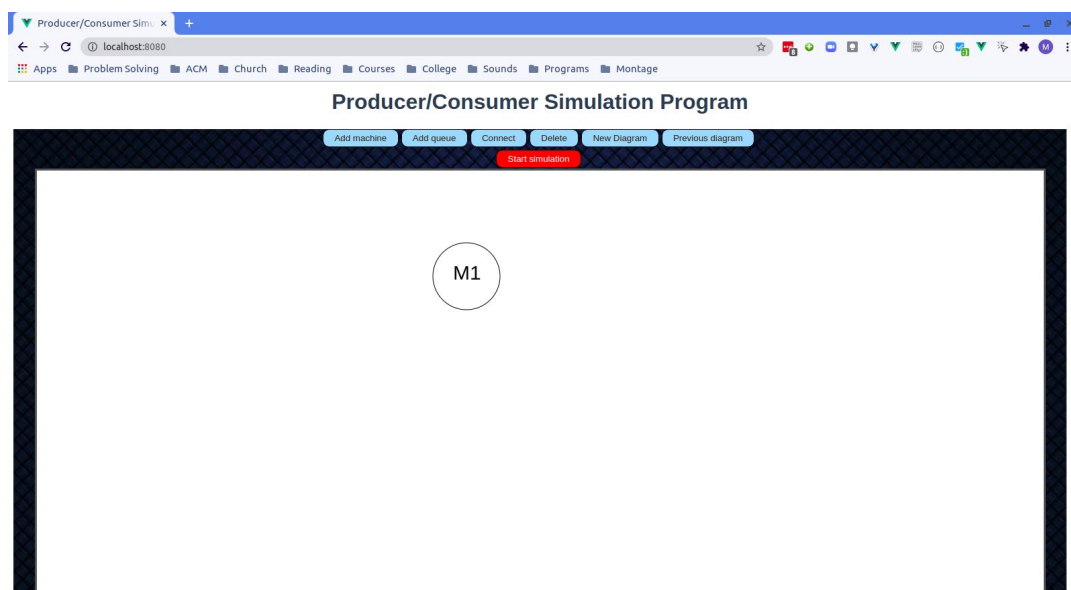 Producer/Consumer Simu
localhost:8080
M
Apps Problem Solving ACM Church Reading Courses College Sounds Programs Montage
Producer/Consumer Simulation Program
Add machine Add queue Connect Delete New Diagram Previous diagram
Start simulation
M1